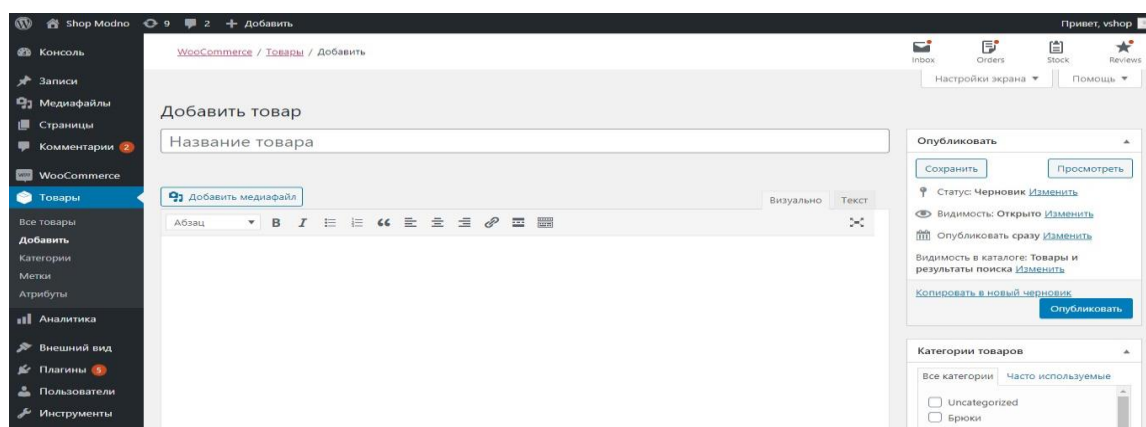 Shop Modno 9 2 + Добавить Привет, vshop
Консоль
Записи
Медиафайлы
Страницы
Комментарии 2
WooCommerce
Товары
Все товары
Добавить
Категории
Метки
Атрибуты
Аналитика
Внешний вид
Плагины 5
Пользователи
Инструменты
WooCommerce / Товары / Добавить
Inbox Orders Stock Reviews
Настройки экрана ▼ Помощь ▼
Добавить товар
Название товара
Добавить медиафайл
Визуально Текст
Абзац ▼ B I
Опубликовать
Сохранить Просмотреть
Статус: Черновик Изменить
Видимость: Открыто Изменить
Опубликовать сразу Изменить
Видимость в каталоге: Товары и
результаты поиска Изменить
Копировать в новый черновик
Опубликовать
Категории товаров
Все категории Часто используемые
Uncategorized
Брюки